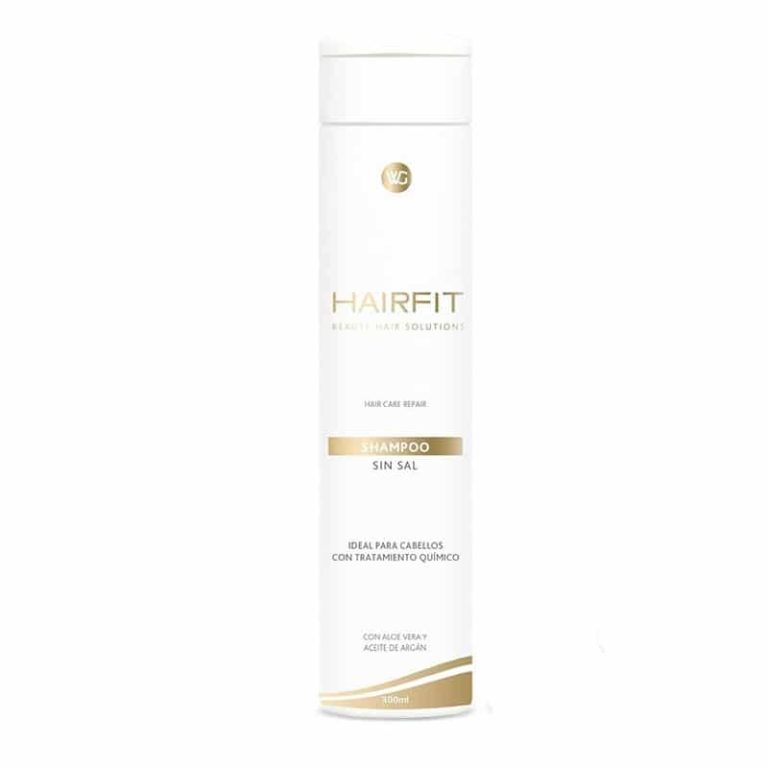 WG
HAIRFIT
BEAUTY HAIR SOLUTIONS
HAIR CARE REPAIR
SHAMPOO
SIN SAL
IDEAL PARA CABELLOS
CON TRATAMIENTO QUÍMICO
CON ALOE VERA Y
ACEITE DE ARGÁN
300ml